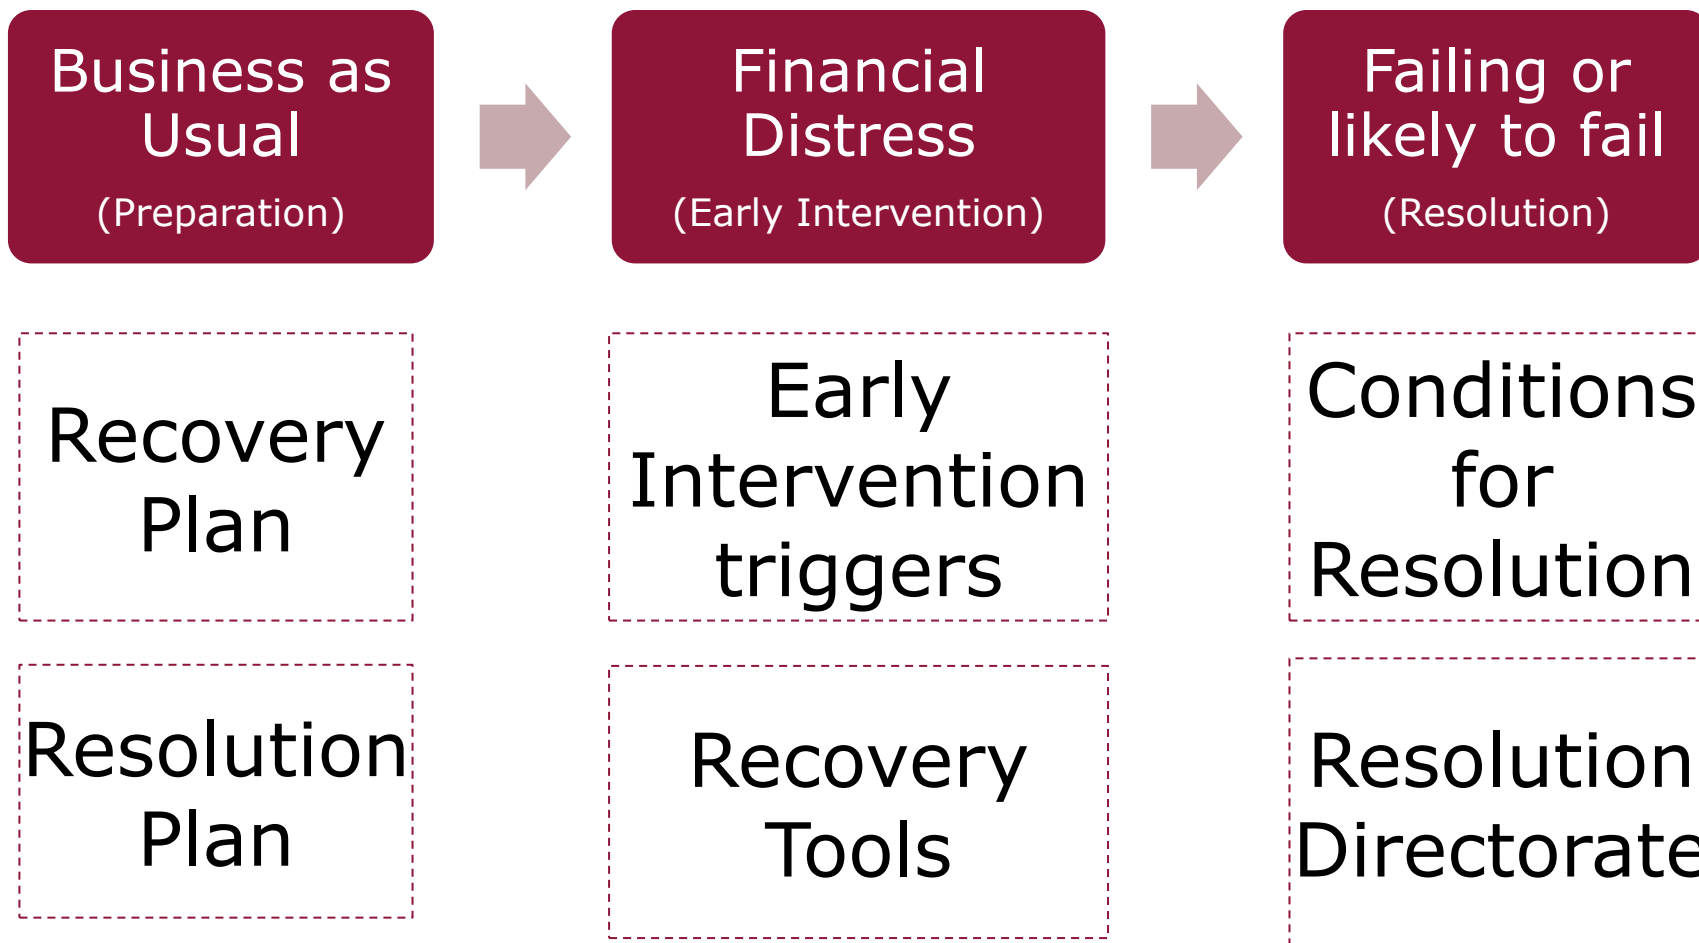 Business as
Usual
(Preparation)
Financial
Distress
(Early Intervention)
Failing or
likely to fail
(Resolution)
Recovery
Plan
Early
Intervention
triggers
Conditions
for
Resolution
Resolution
Plan
Recovery
Tools
Resolution
Directorate